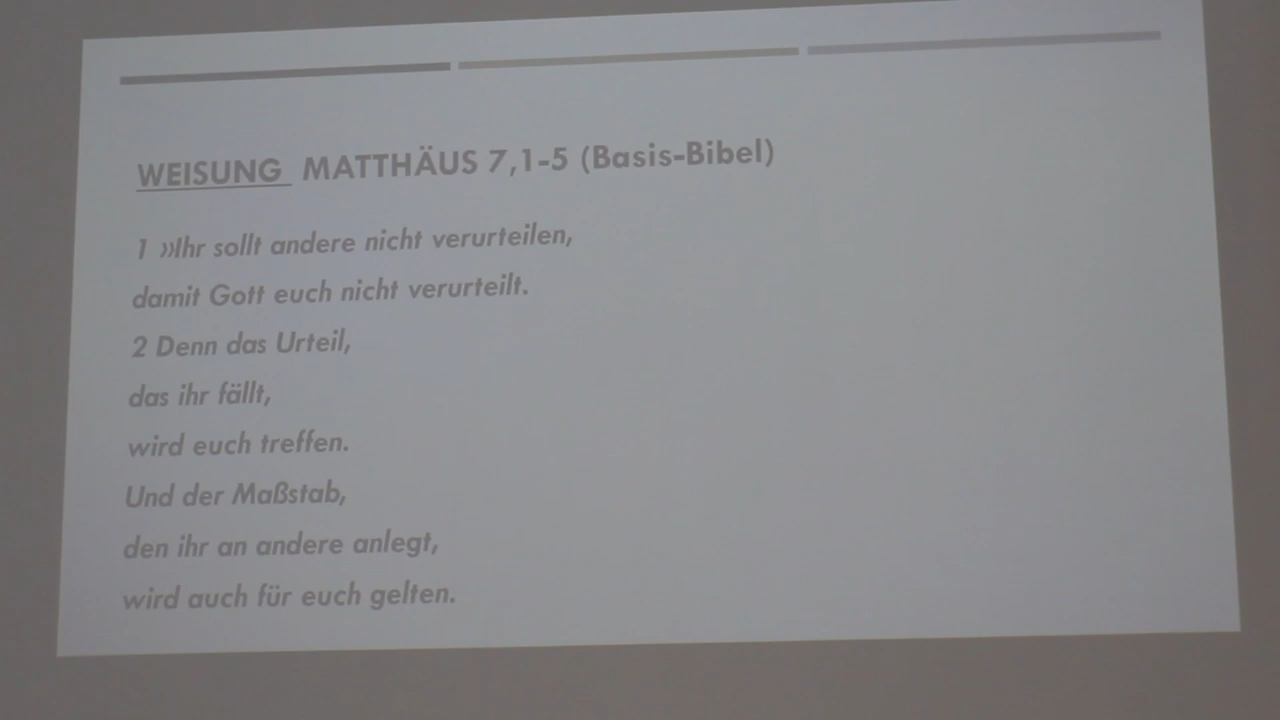 WEISUNG MATTHÄUS 7,1-5 (Basis-Bibel)
1 »Ihr sollt andere nicht verurteilen,
damit Gott euch nicht verurteilt.
2 Denn das Urteil,
das ihr fällt,
wird euch treffen.
Und der Maßstab,
den ihr an andere anlegt,
wird auch für euch gelten.